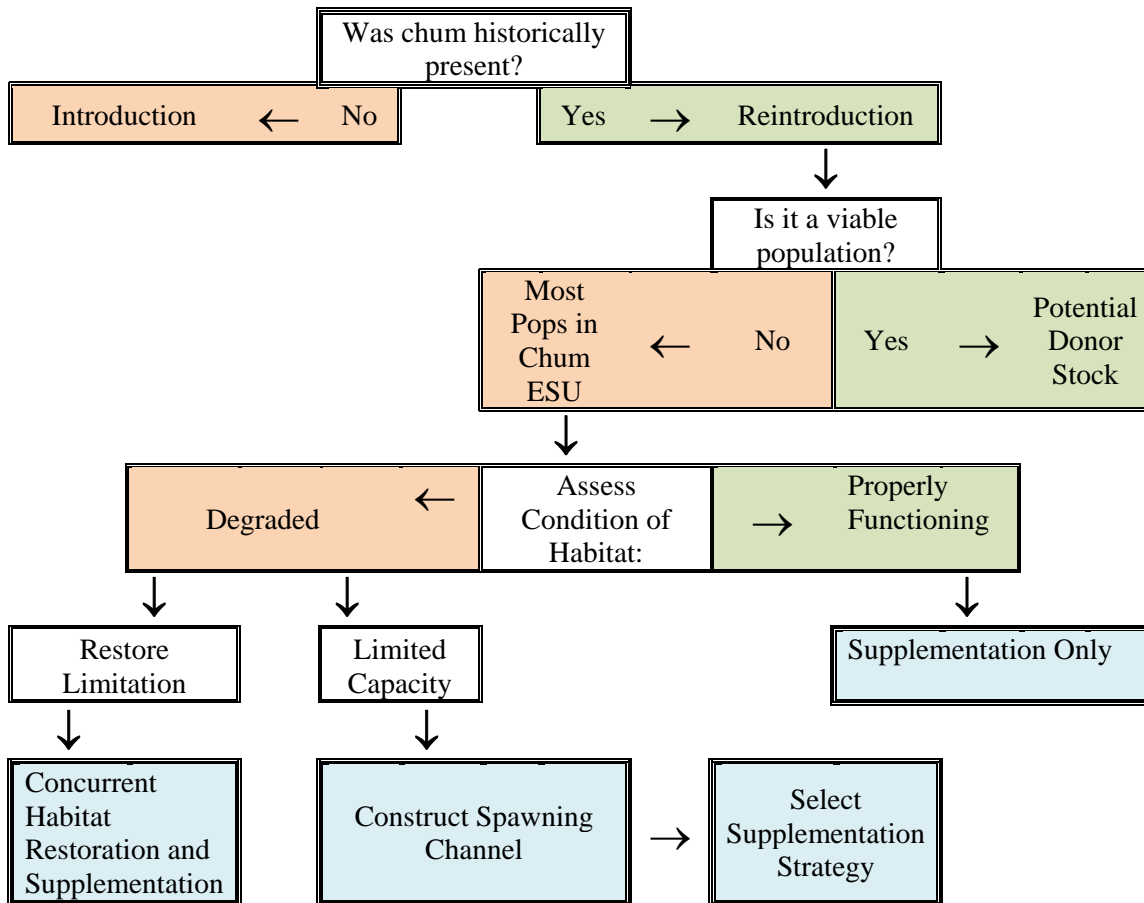 Was chum historically
present?
Introduction ← No
Yes → Reintroduction
↓
Is it a viable
population?
Most
Pops in
Chum
ESU
← No
Yes →
Potential
Donor
Stock
↓
Degraded
←
Assess
Condition of
Habitat:
→
Properly
Functioning
↓ ↓ ↓
Restore
Limitation
Limited
Capacity
Supplementation Only
↓ ↓
Concurrent
Habitat
Restoration and
Supplementation
Construct Spawning
Channel
→
Select
Supplementation
Strategy